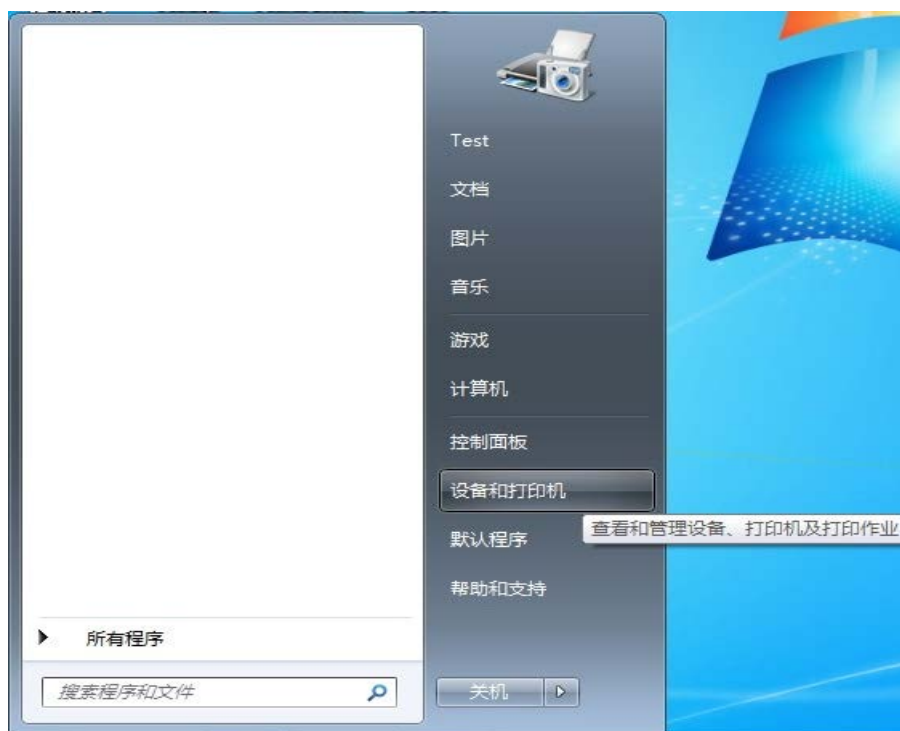 Test
文档
图片
音乐
游戏
计算机
控制面板
设备和打印机
查看和管理设备、打印机及打印作业
默认程序
帮助和支持
所有程序
搜索程序和文件
关机